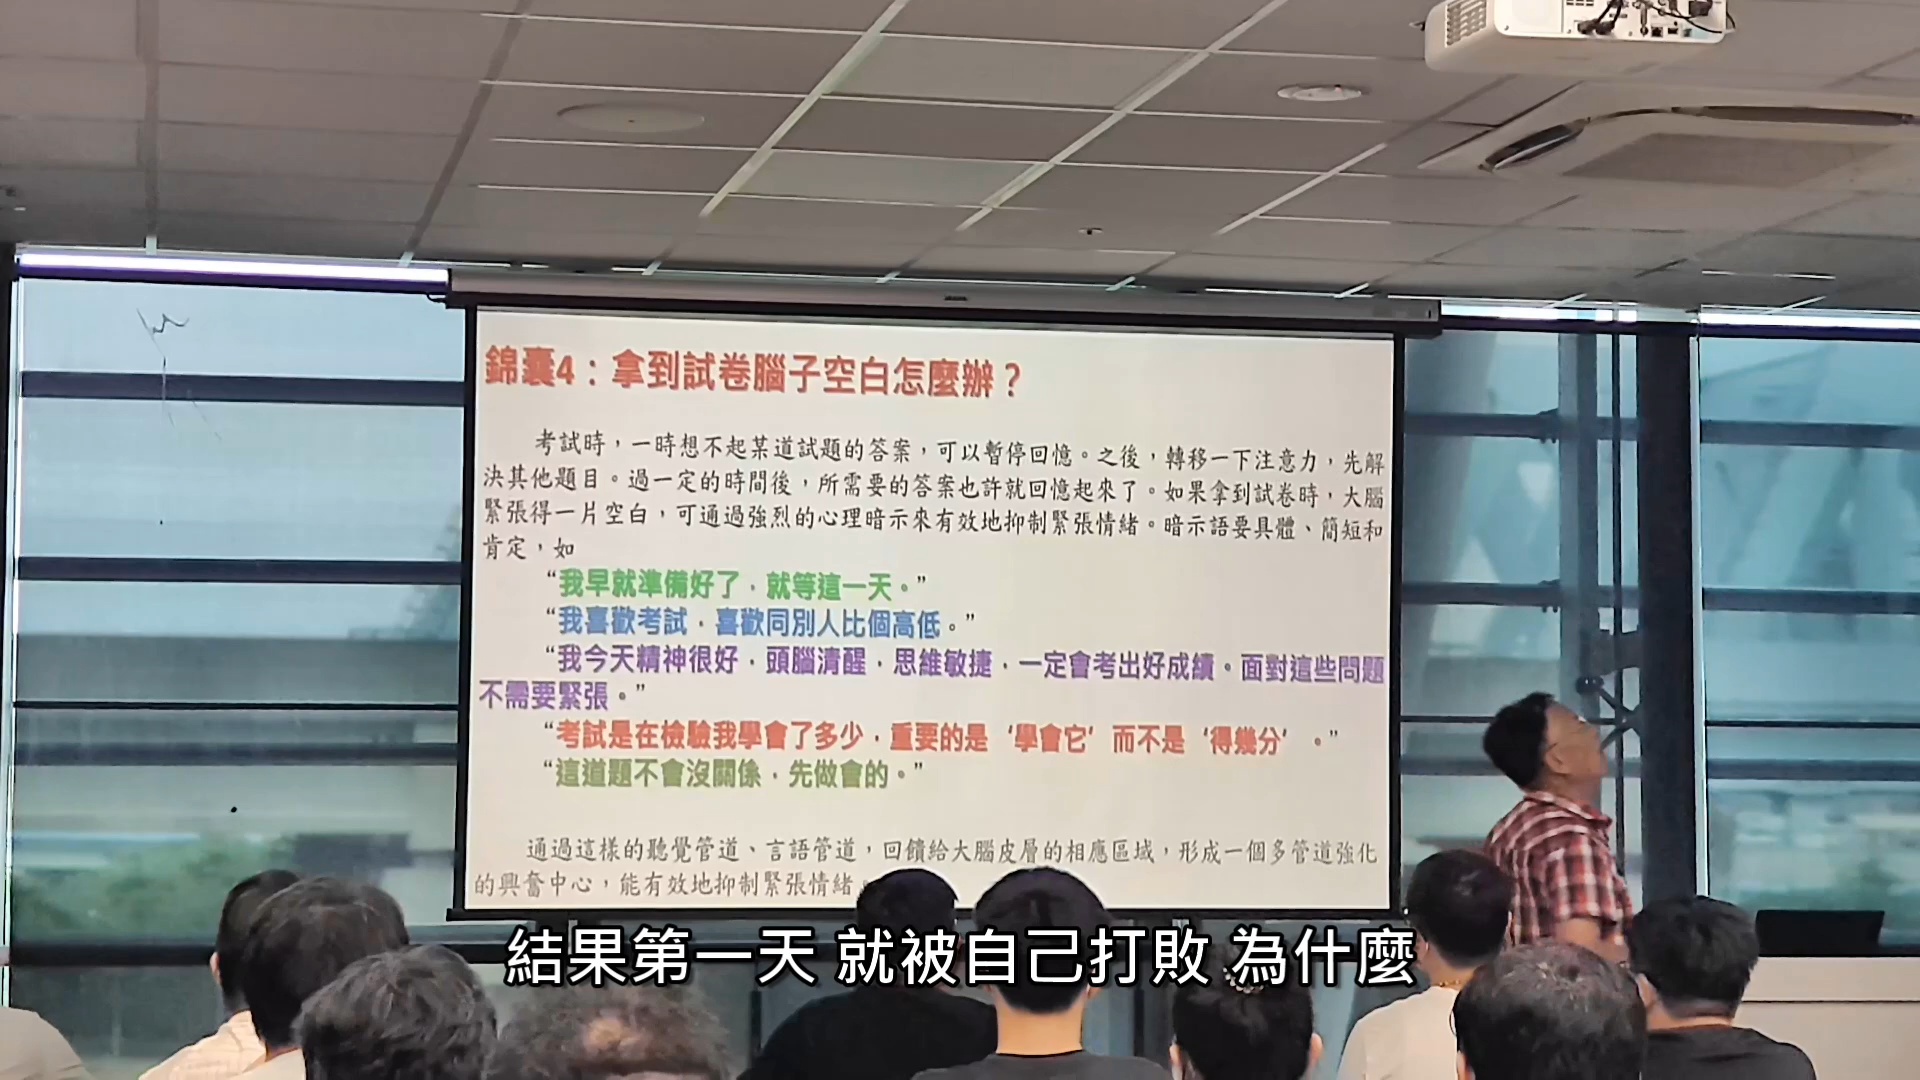 錦囊4：拿到試卷腦子空白怎麼辦？
考試時，一時想不起某道試題的答案，可以暫停回憶。之後，轉移一下注意力，先解
決其他題目。過一定的時間後，所需要的答案也許就回憶起來了。如果拿到試卷時，大腦
緊張得一片空白，可通過強烈的心理暗示來有效地抑制緊張情緒。暗示語要具體、簡短和
肯定，如
“我早就準備好了，就等這一天。”
“我喜歡考試，喜歡同別人比個高低。”
“我今天精神很好，頭腦清醒，思維敏捷，一定會考出好成績。面對這些問題
不需要緊張。”
“考試是在檢驗我學會了多少，重要的是‘學會它’而不是‘得幾分’。”
“這道題不會沒關係，先做會的。”
通過這樣的聽覺管道、言語管道，回饋給大腦皮層的相應區域，形成一個多管道強化
的興奮中心，能有效地抑制緊張情緒。
結果第一天 就被自己打敗 為什麼